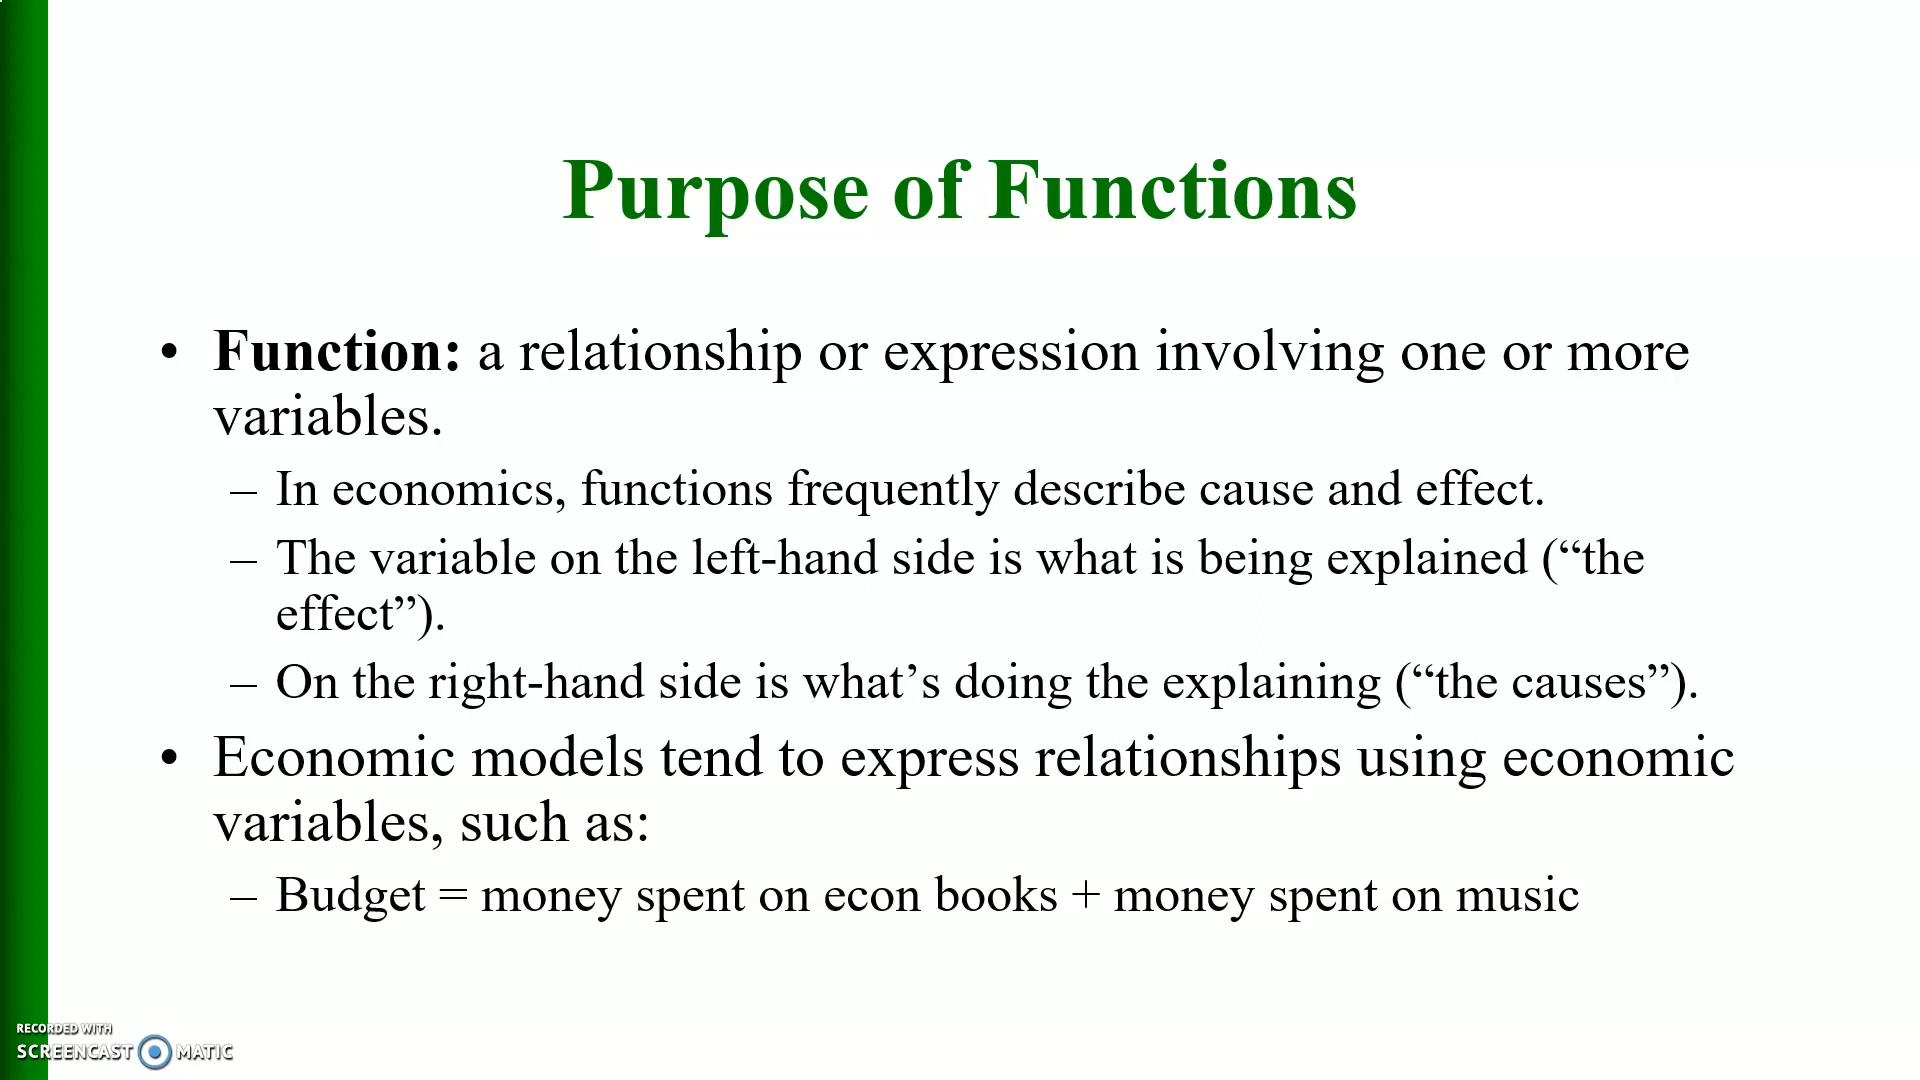 Purpose of Functions
• Function: a relationship or expression involving one or more
variables.
– In economics, functions frequently describe cause and effect.
– The variable on the left-hand side is what is being explained (“the
effect”).
– On the right-hand side is what’s doing the explaining (“the causes”).
• Economic models tend to express relationships using economic
variables, such as:
– Budget = money spent on econ books + money spent on music
RECORDED WITH
SCREENCAST MATIC